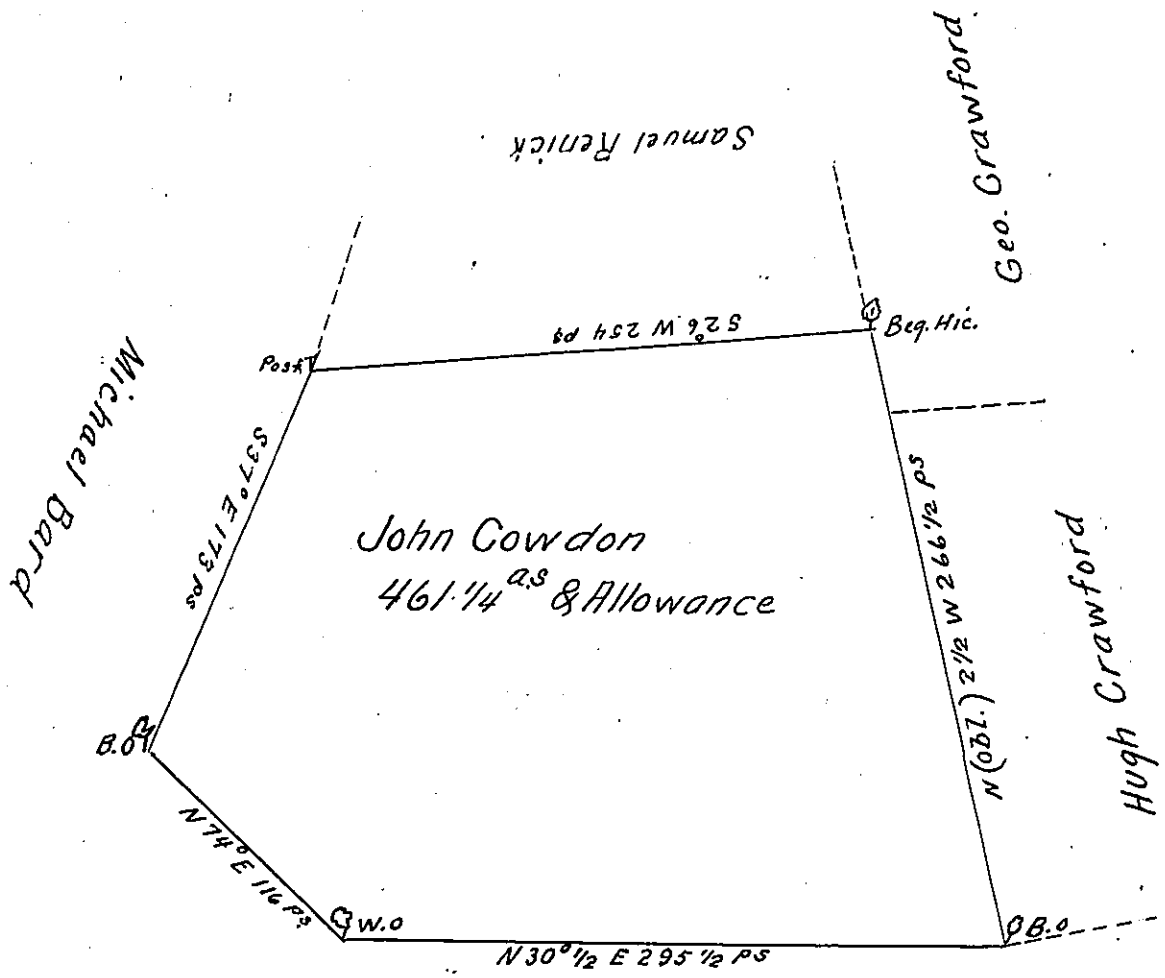 Geo. Crawford.
Samuel Renick
Beg. Hic.
S 26° W 254 ps
Post
Michael Bard
S 37° E 173 ps
John Cowdon
461.1/4 as & Allowance
N (obl.) 2 1/2 W 266 1/2 ps
Hugh Crawford
B.O
N 74° E 116 ps.
W.O
B.O
N 30° 1/2 E 295 1/2 ps